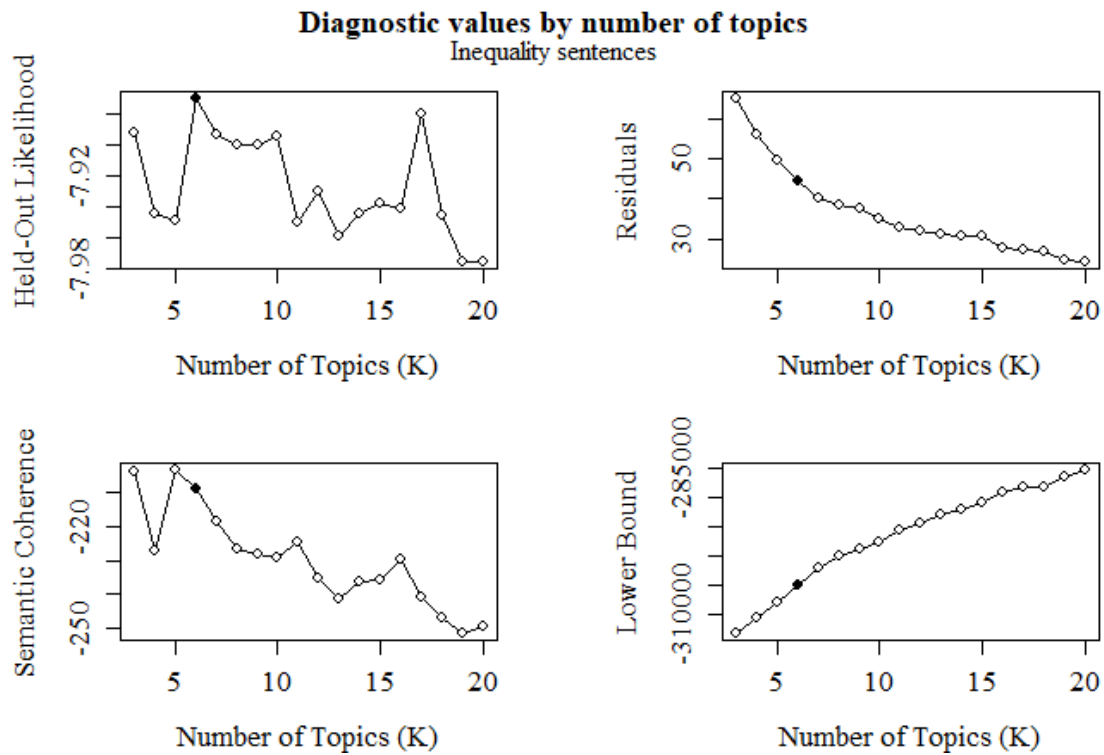 Diagnostic values by number of topics
Inequality sentences
Held-Out Likelihood
-7.92
-7.98
5 10 15 20
Number of Topics (K)
Residuals
50
30
5 10 15 20
Number of Topics (K)
Semantic Coherence
-220
-250
5 10 15 20
Number of Topics (K)
Lower Bound
-285000
-310000
5 10 15 20
Number of Topics (K)